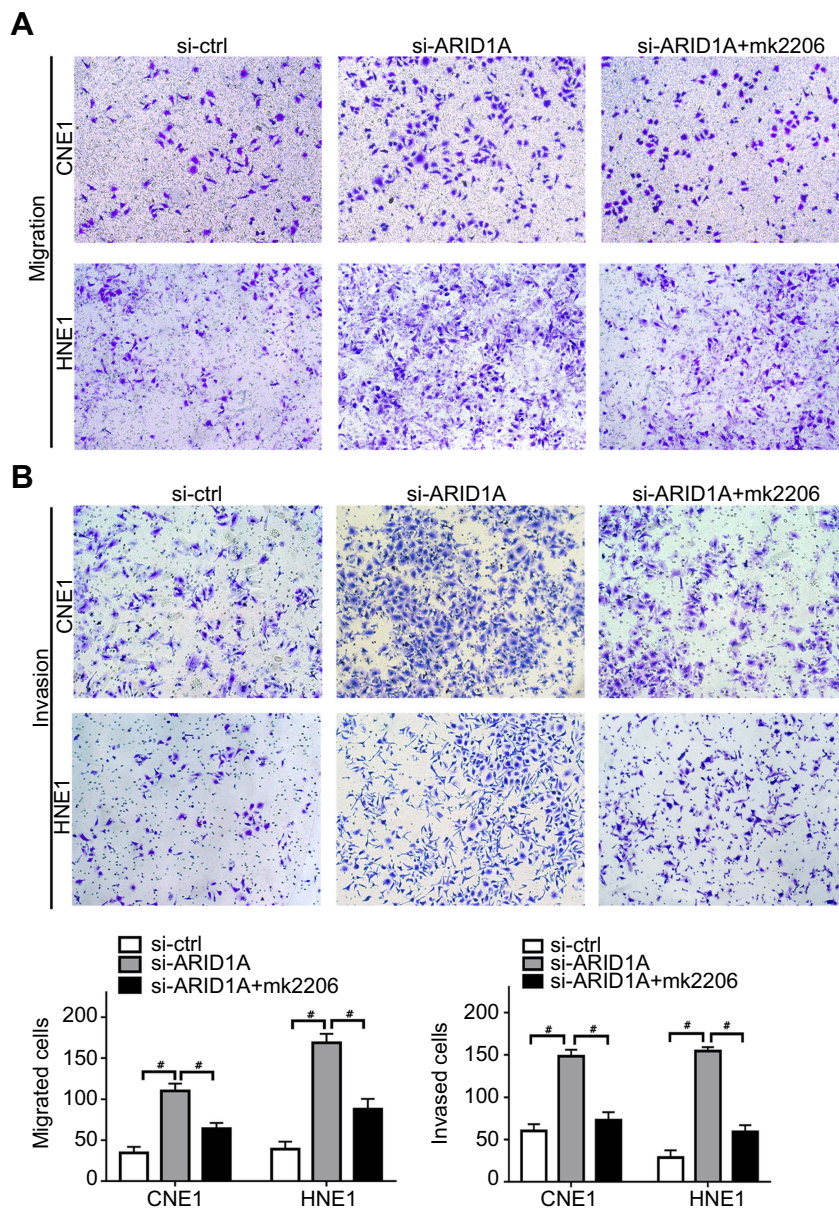 A
si-ctrl si-ARID1A si-ARID1A+mk2206
Migration
CNE1
HNE1
B
si-ctrl si-ARID1A si-ARID1A+mk2206
Invasion
CNE1
HNE1
si-ctrl
si-ARID1A
si-ARID1A+mk2206
Migrated cells
200
150
100
50
0
# # # #
CNE1 HNE1
si-ctrl
si-ARID1A
si-ARID1A+mk2206
Invased cells
200
150
100
50
0
# # # #
CNE1 HNE1